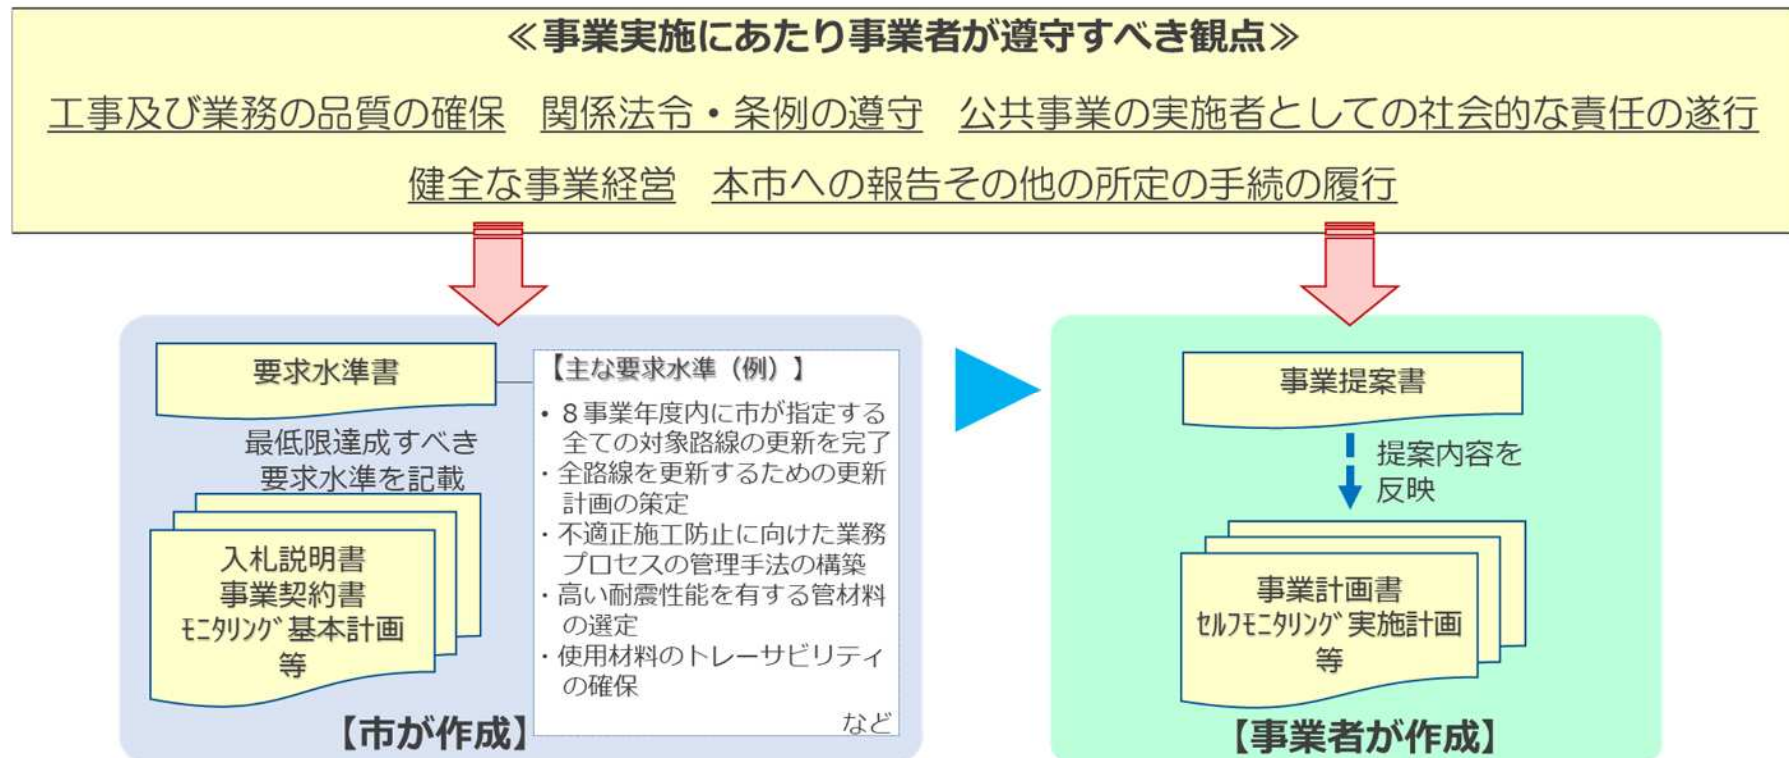 ≪事業実施にあたり事業者が遵守すべき観点≫
工事及び業務の品質の確保　関係法令・条例の遵守　公共事業の実施者としての社会的な責任の遂行
健全な事業経営　本市への報告その他の所定の手続の履行
要求水準書
最低限達成すべき
要求水準を記載
入札説明書
事業契約書
ﾓﾆﾀﾘﾝｸﾞ基本計画
等
【主な要求水準（例）】
• 8事業年度内に市が指定する
全ての対象路線の更新を完了
・全路線を更新するための更新
計画の策定
・不適正施工防止に向けた業務
プロセスの管理手法の構築
・高い耐震性能を有する管材料
の選定
・使用材料のトレーサビリティ
の確保
など
【市が作成】
事業提案書
提案内容を
反映
事業計画書
ｾﾙﾌﾓﾆﾀﾘﾝｸﾞ実施計画
等
【事業者が作成】